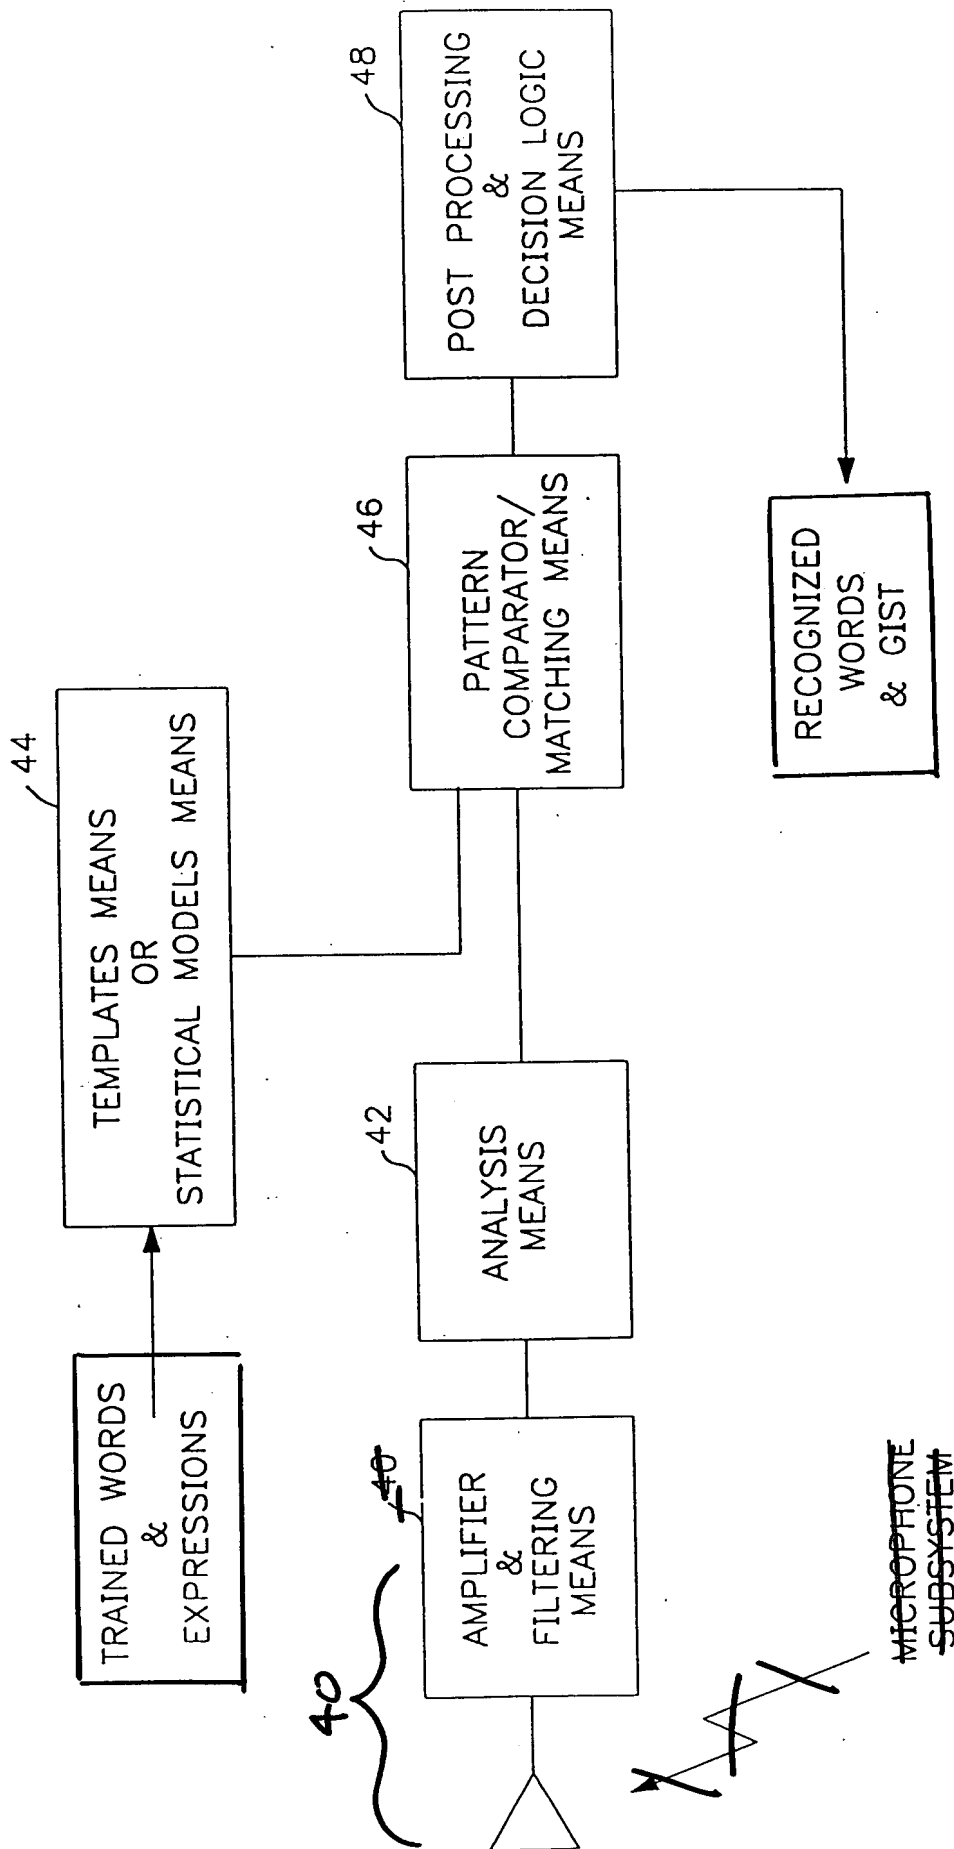 44
TEMPLATES MEANS
OR
STATISTICAL MODELS MEANS
TRAINED WORDS
&
EXPRESSIONS
40
40
AMPLIFIER
&
FILTERING
MEANS
42
ANALYSIS
MEANS
46
PATTERN
COMPARATOR/
MATCHING MEANS
48
POST PROCESSING
&
DECISION LOGIC
MEANS
RECOGNIZED
WORDS
& GIST
MICROPHONE
SUBSYSTEM